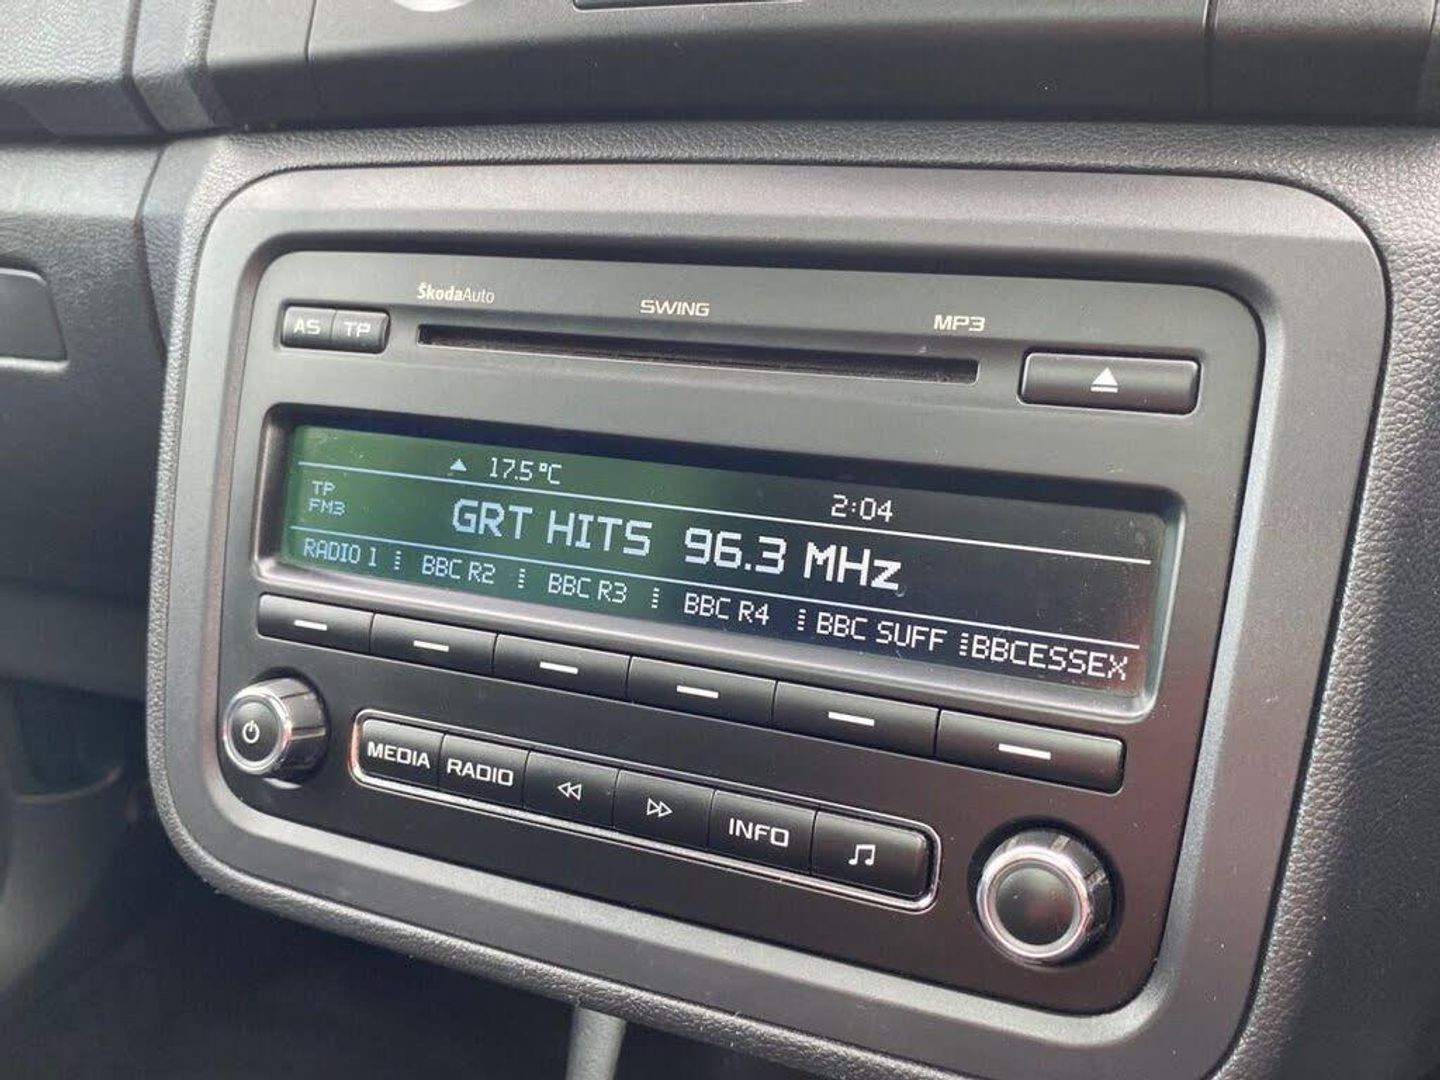 ŠkodaAuto SWING MP3
AS TP
17.5°C 2:04
TP
FM3
GRT HITS 96.3 MHz
RADIO 1 BBC R2 BBC R3 BBC R4 BBC SUFF BBCESSEX
MEDIA RADIO INFO